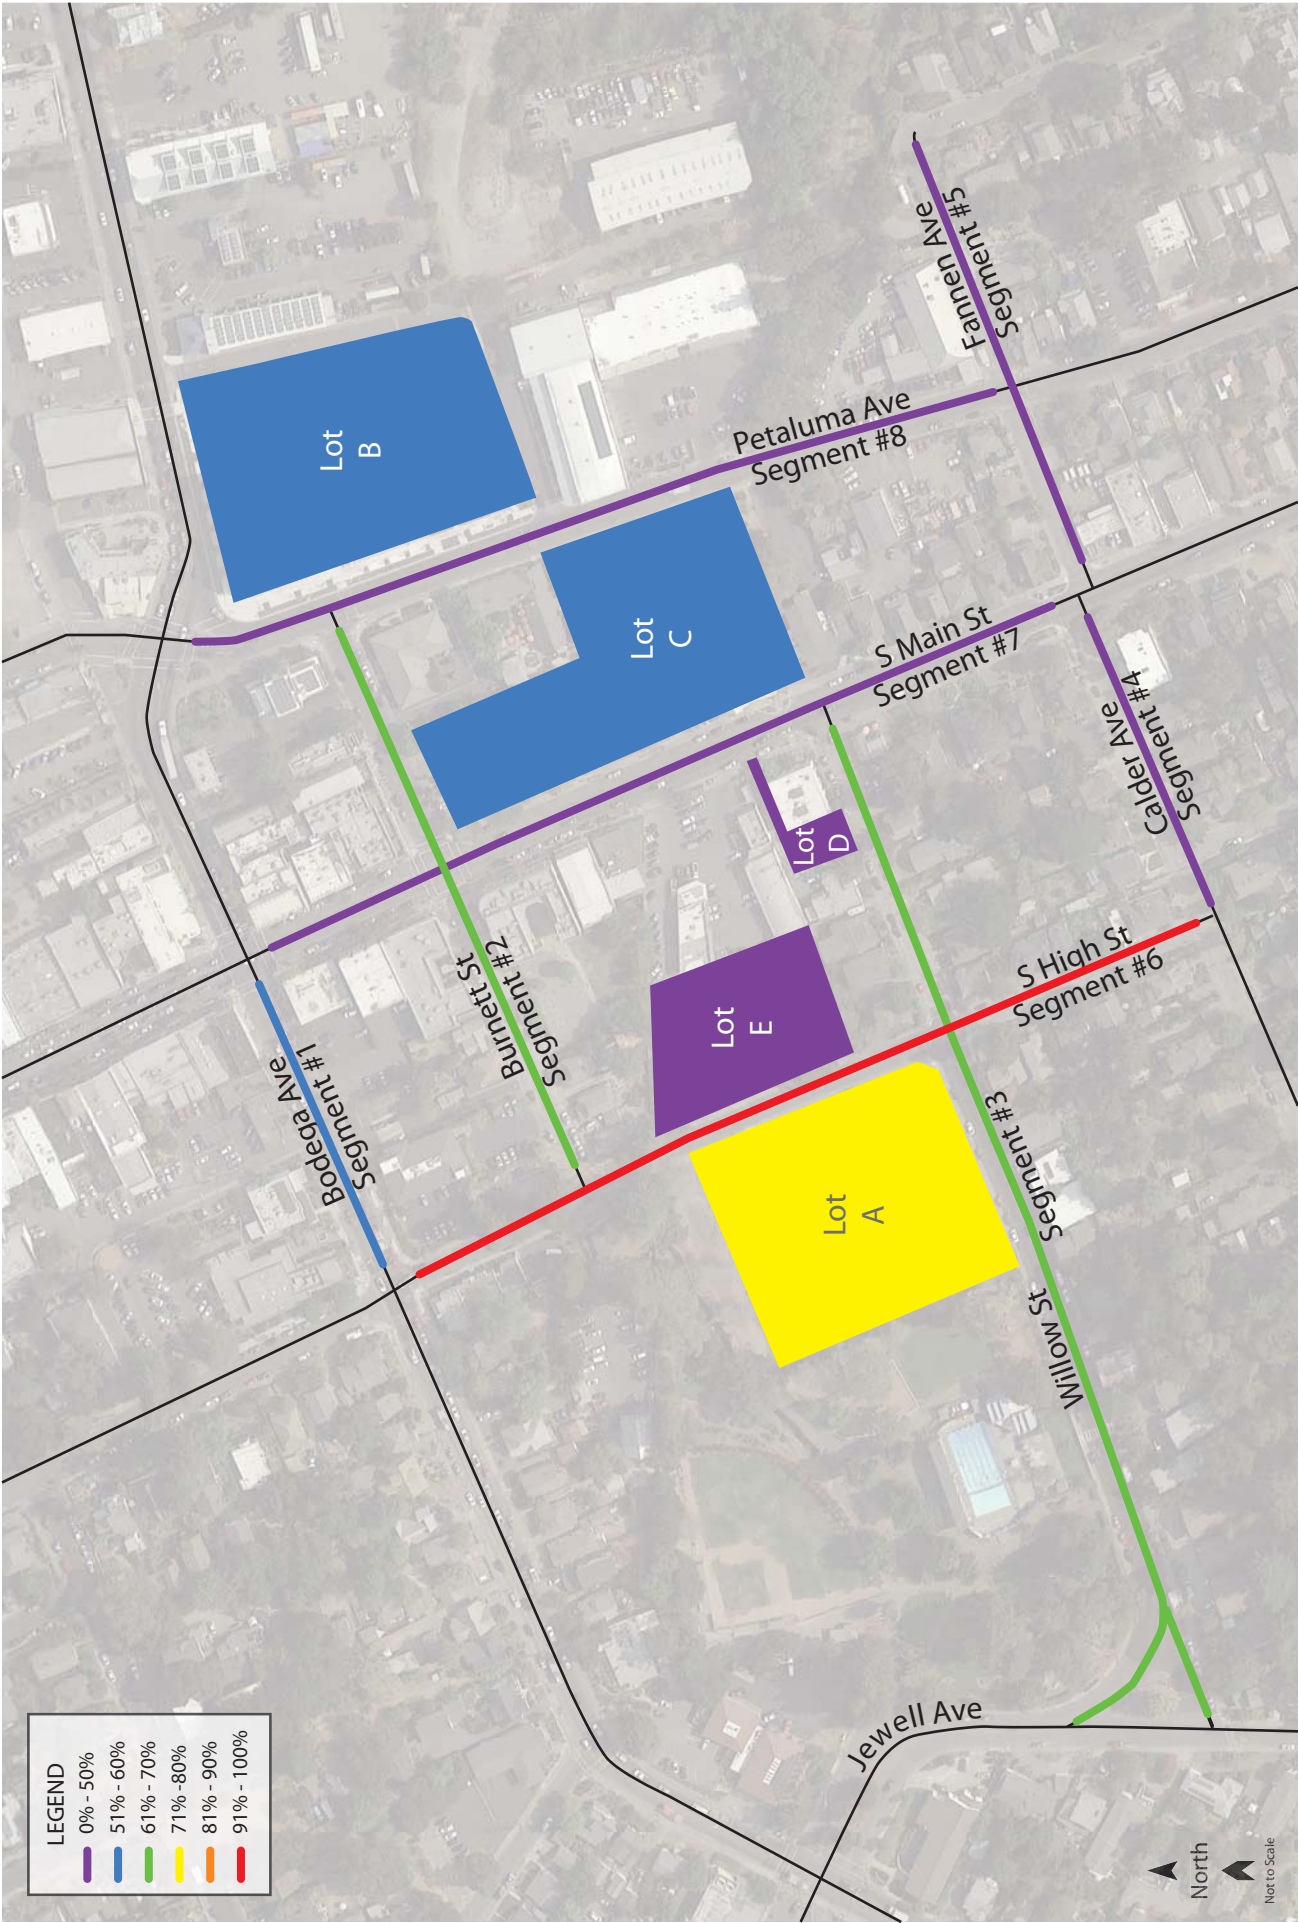 LEGEND
0% - 50%
51% - 60%
61% - 70%
71% -80%
81% - 90%
91% - 100%
Bodega Ave
Segment #1
Burnett St
Segment #2
Lot
B
Lot
C
Petaluma Ave
Segment #8
Fannen Ave
Segment #5
S Main St
Segment #7
Lot
D
Lot
E
Calder Ave
Segment #4
S High St
Segment #6
Lot
A
Segment #3
Willow St
Jewell Ave
North
Not to Scale